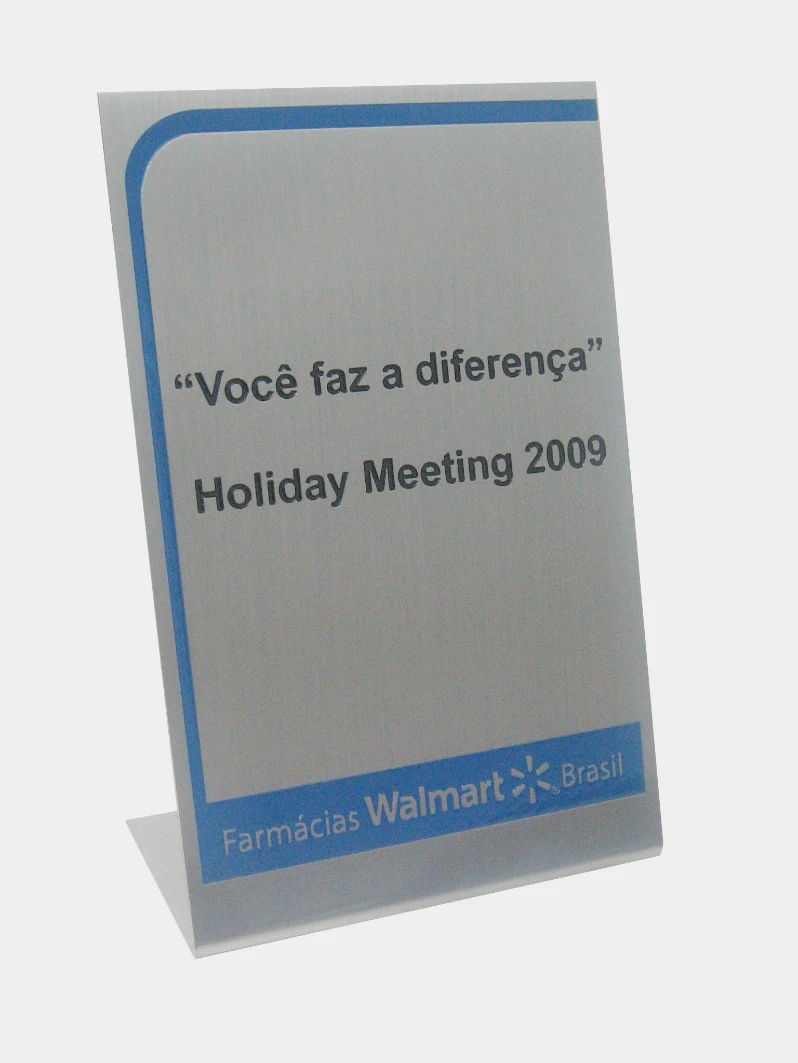 “Você faz a diferença”
Holiday Meeting 2009
Farmácias Walmart Brasil